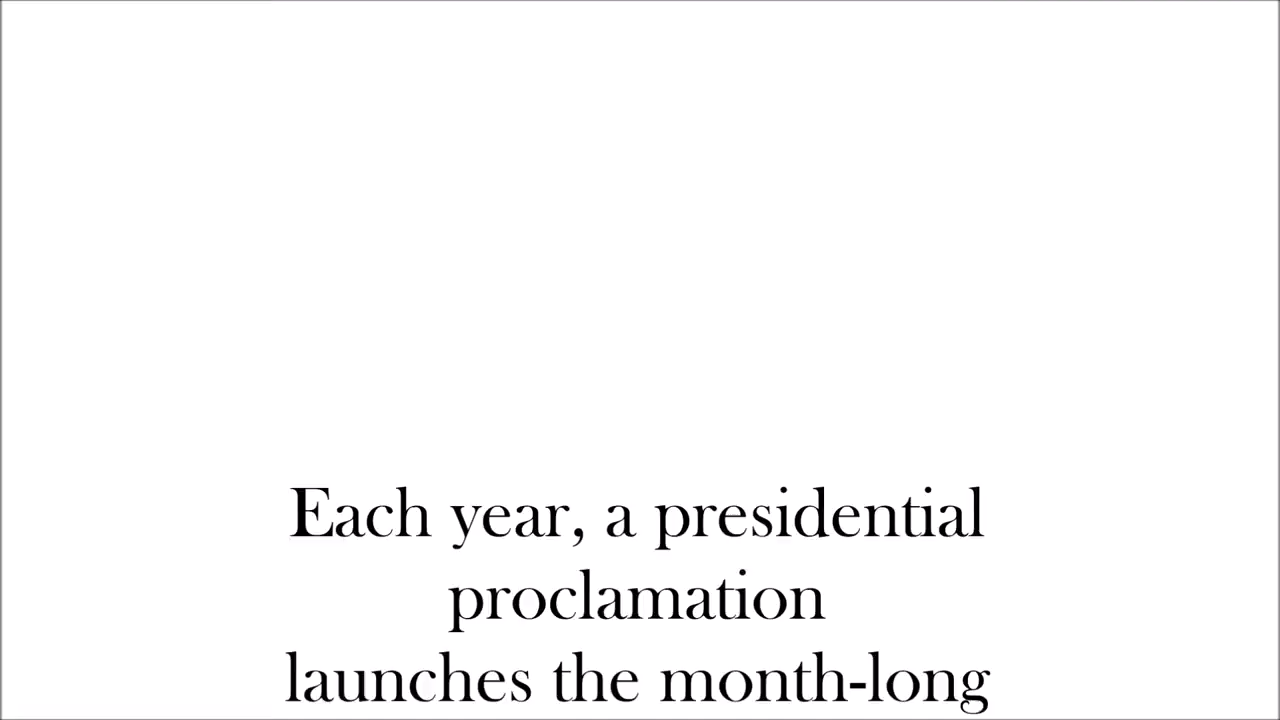 Each year, a presidential
proclamation
launches the month-long